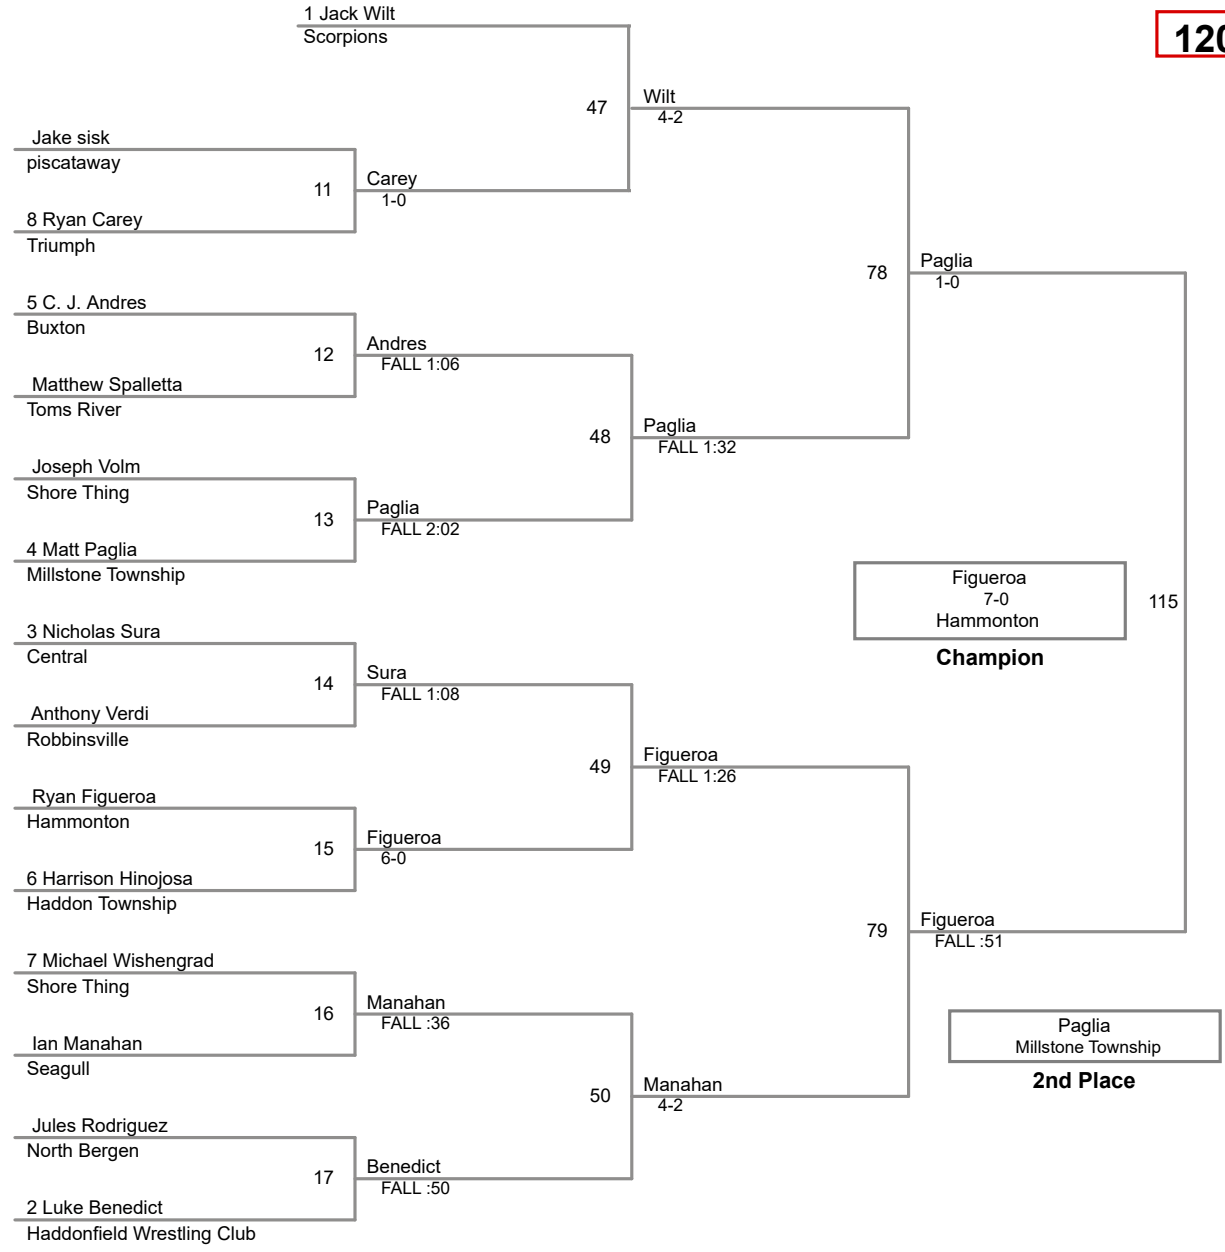 1 Jack Wilt
Scorpions
120
47
Wilt
4-2
Jake sisk
piscataway
11
Carey
1-0
8 Ryan Carey
Triumph
78
Paglia
1-0
5 C. J. Andres
Buxton
12
Andres
FALL 1:06
Matthew Spalletta
Toms River
48
Paglia
FALL 1:32
Joseph Volm
Shore Thing
13
Paglia
FALL 2:02
4 Matt Paglia
Millstone Township
Figueroa
7-0
Hammonton
Champion
115
3 Nicholas Sura
Central
14
Sura
FALL 1:08
Anthony Verdi
Robbinsville
49
Figueroa
FALL 1:26
Ryan Figueroa
Hammonton
15
Figueroa
6-0
6 Harrison Hinojosa
Haddon Township
79
Figueroa
FALL :51
7 Michael Wishengrad
Shore Thing
16
Manahan
FALL :36
Ian Manahan
Seagull
Paglia
Millstone Township
2nd Place
50
Manahan
4-2
Jules Rodriguez
North Bergen
17
Benedict
FALL :50
2 Luke Benedict
Haddonfield Wrestling Club